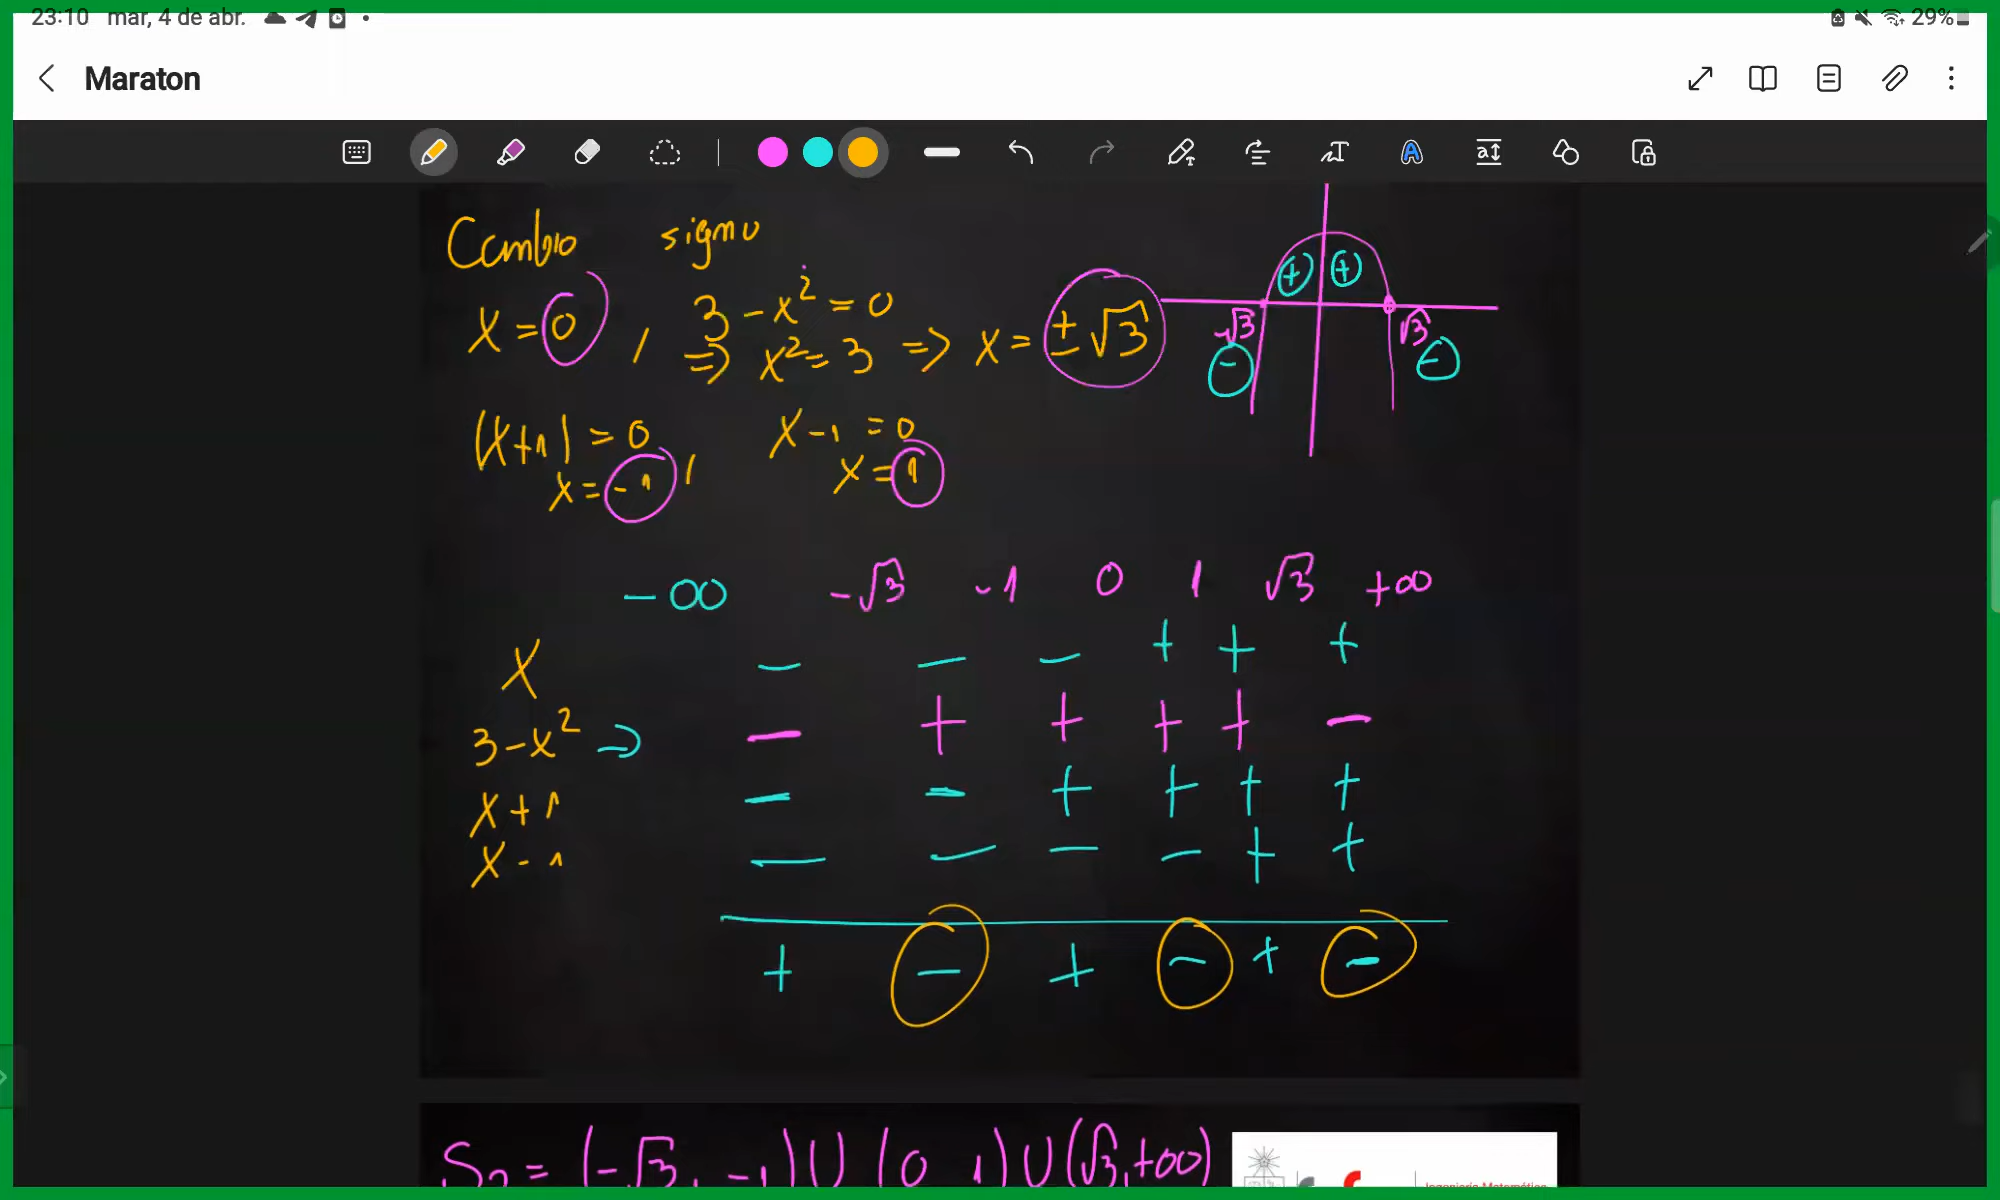 23:10 mar, 4 de abr.
29%
Maraton
Cambio signo
x = 0 , 3 - x² = 0
⇒ x² = 3 ⇒ x = ± √3
-√3 √3
+ +
- -
(x+1) = 0 x-1 = 0
x = -1 , x = 1
-∞ -√3 -1 0 1 √3 +∞
x - - - + + +
3-x² → - + + + + -
x+1 - - + + + +
x-1 - - - - + +
+ - + - + -
S₂ = (-√3, -1) U (0, 1) U (√3, +∞)
Ingeniería Matemática